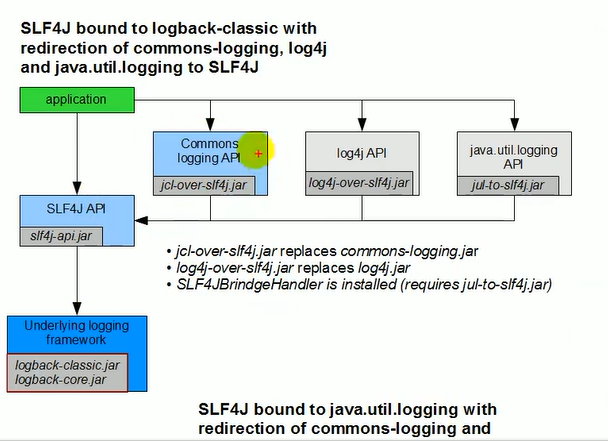 SLF4J bound to logback-classic with
redirection of commons-logging, log4j
and java.util.logging to SLF4J
application
Commons
logging API
jcl-over-slf4j.jar
log4j API
log4j-over-slf4j.jar
java.util.logging
API
jul-to-slf4j.jar
SLF4J API
slf4j-api.jar
• jcl-over-slf4j.jar replaces commons-logging.jar
• log4j-over-slf4j.jar replaces log4j.jar
• SLF4JBrindgeHandler is installed (requires jul-to-slf4j.jar)
Underlying logging
framework
logback-classic.jar
logback-core.jar
SLF4J bound to java.util.logging with
redirection of commons-logging and